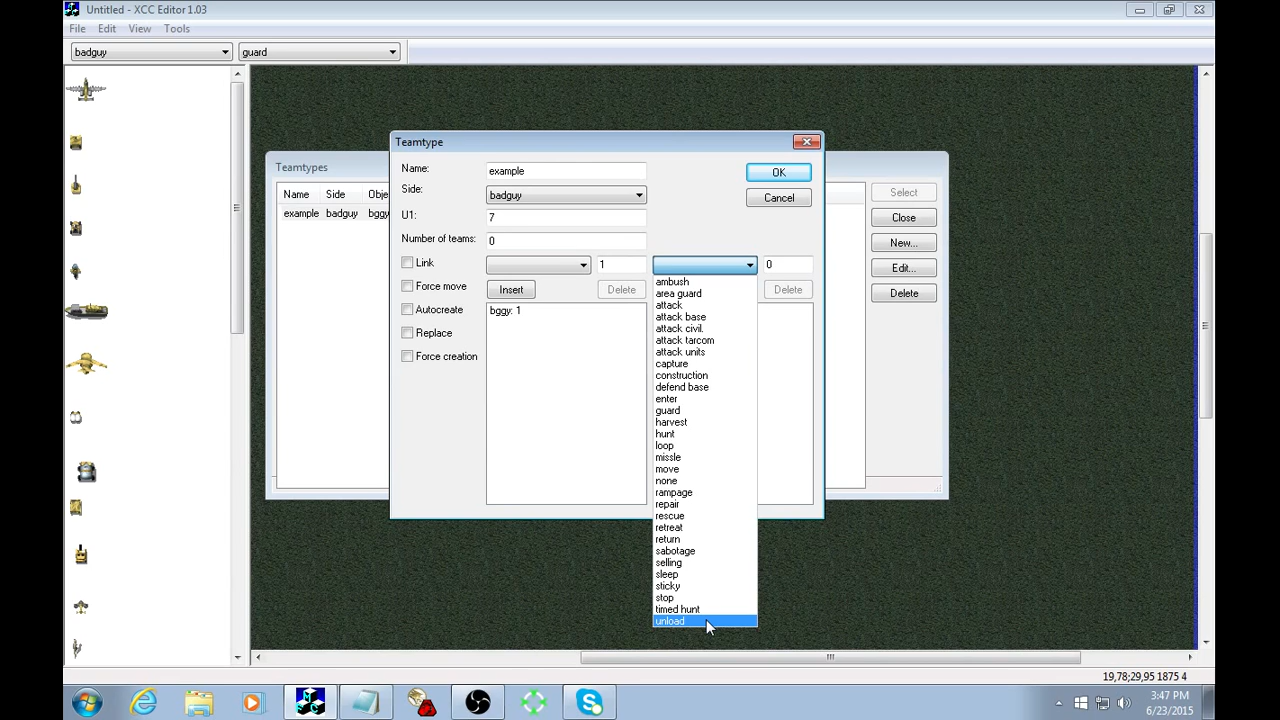 Untitled - XCC Editor 1.03
File Edit View Tools
badguy guard
Teamtypes
Name Side Obje
example badguy bggy
Select
Close
New...
Edit...
Delete
Teamtype
Name: example
Side: badguy
U1: 7
Number of teams: 0
OK
Cancel
Link
Force move
Autocreate
Replace
Force creation
1 0
Insert Delete Delete
bggy: 1
ambush
area guard
attack
attack base
attack civil.
attack tarcom
attack units
capture
construction
defend base
enter
guard
harvest
hunt
loop
missle
move
none
rampage
repair
rescue
retreat
return
sabotage
selling
sleep
sticky
stop
timed hunt
unload
19,78;29,95 1875 4
3:47 PM
6/23/2015